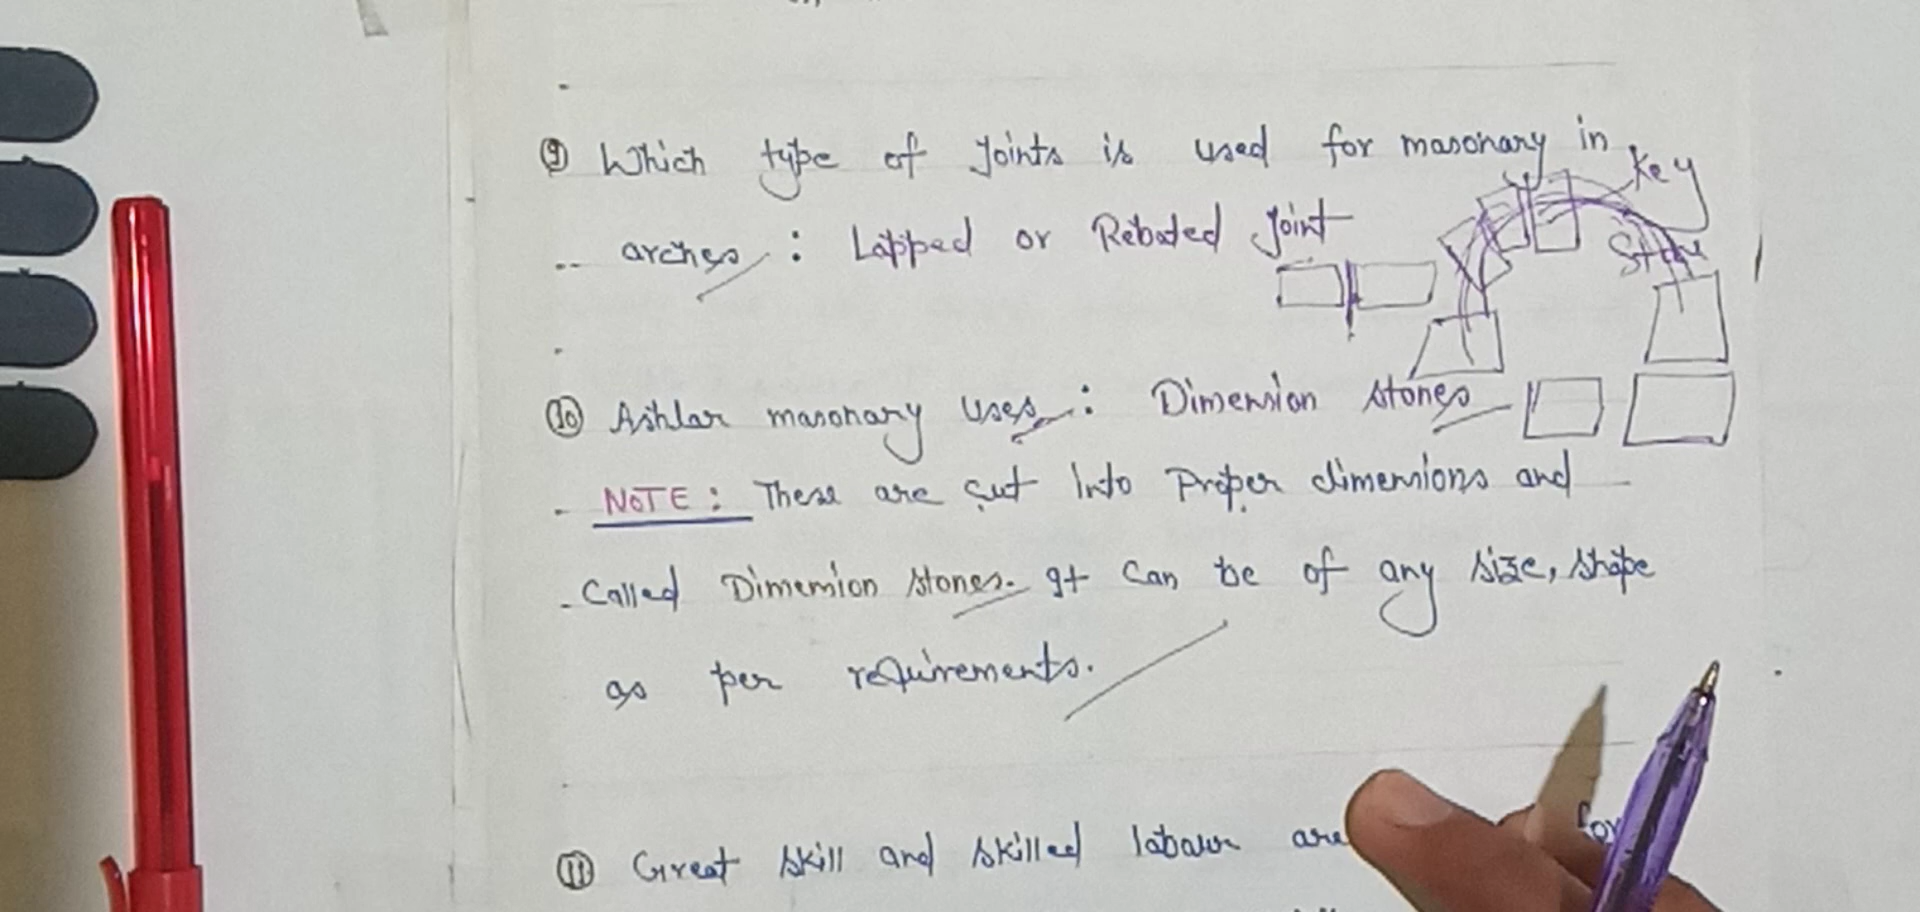 ⑨ Which type of Joints is used for masonary in
arches : Lapped or Rebated Joint
Key
Stone
⑩ Ashlar masonary uses : Dimension stones
NOTE : These are cut Into Proper dimensions and
Called Dimension stones. It can be of any size, shape
as per requirements.
⑪ Great skill and skilled labour are for